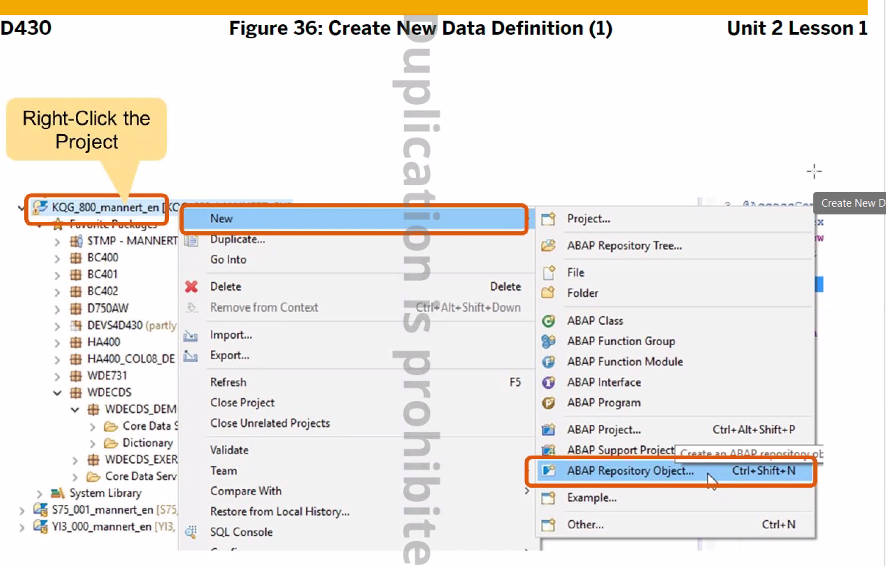 D430
Figure 36: Create New Data Definition (1)
Unit 2 Lesson 1
Duplication is prohibite
Right-Click the
Project
KQG_800_mannert_en [KQ
Favorite Packages
STMP - MANNERT
BC400
BC401
BC402
D750AW
DEVS4D430 (partly
HA400
HA400_COL08_DE
WDE731
WDECDS
WDECDS_DEM
Core Data S
Dictionary
WDECDS_EXER
Core Data Serv
System Library
S75_001_mannert_en [S75,
YI3_000_mannert_en [YI3,
New
Duplicate...
Go Into
Delete Delete
Remove from Context Ctrl+Alt+Shift+Down
Import...
Export...
Refresh F5
Close Project
Close Unrelated Projects
Validate
Team
Compare With
Restore from Local History...
SQL Console
Project...
ABAP Repository Tree...
File
Folder
ABAP Class
ABAP Function Group
ABAP Function Module
ABAP Interface
ABAP Program
ABAP Project... Ctrl+Alt+Shift+P
ABAP Support Project
Create an ABAP repository ob
ABAP Repository Object... Ctrl+Shift+N
Example...
Other... Ctrl+N
Create New D